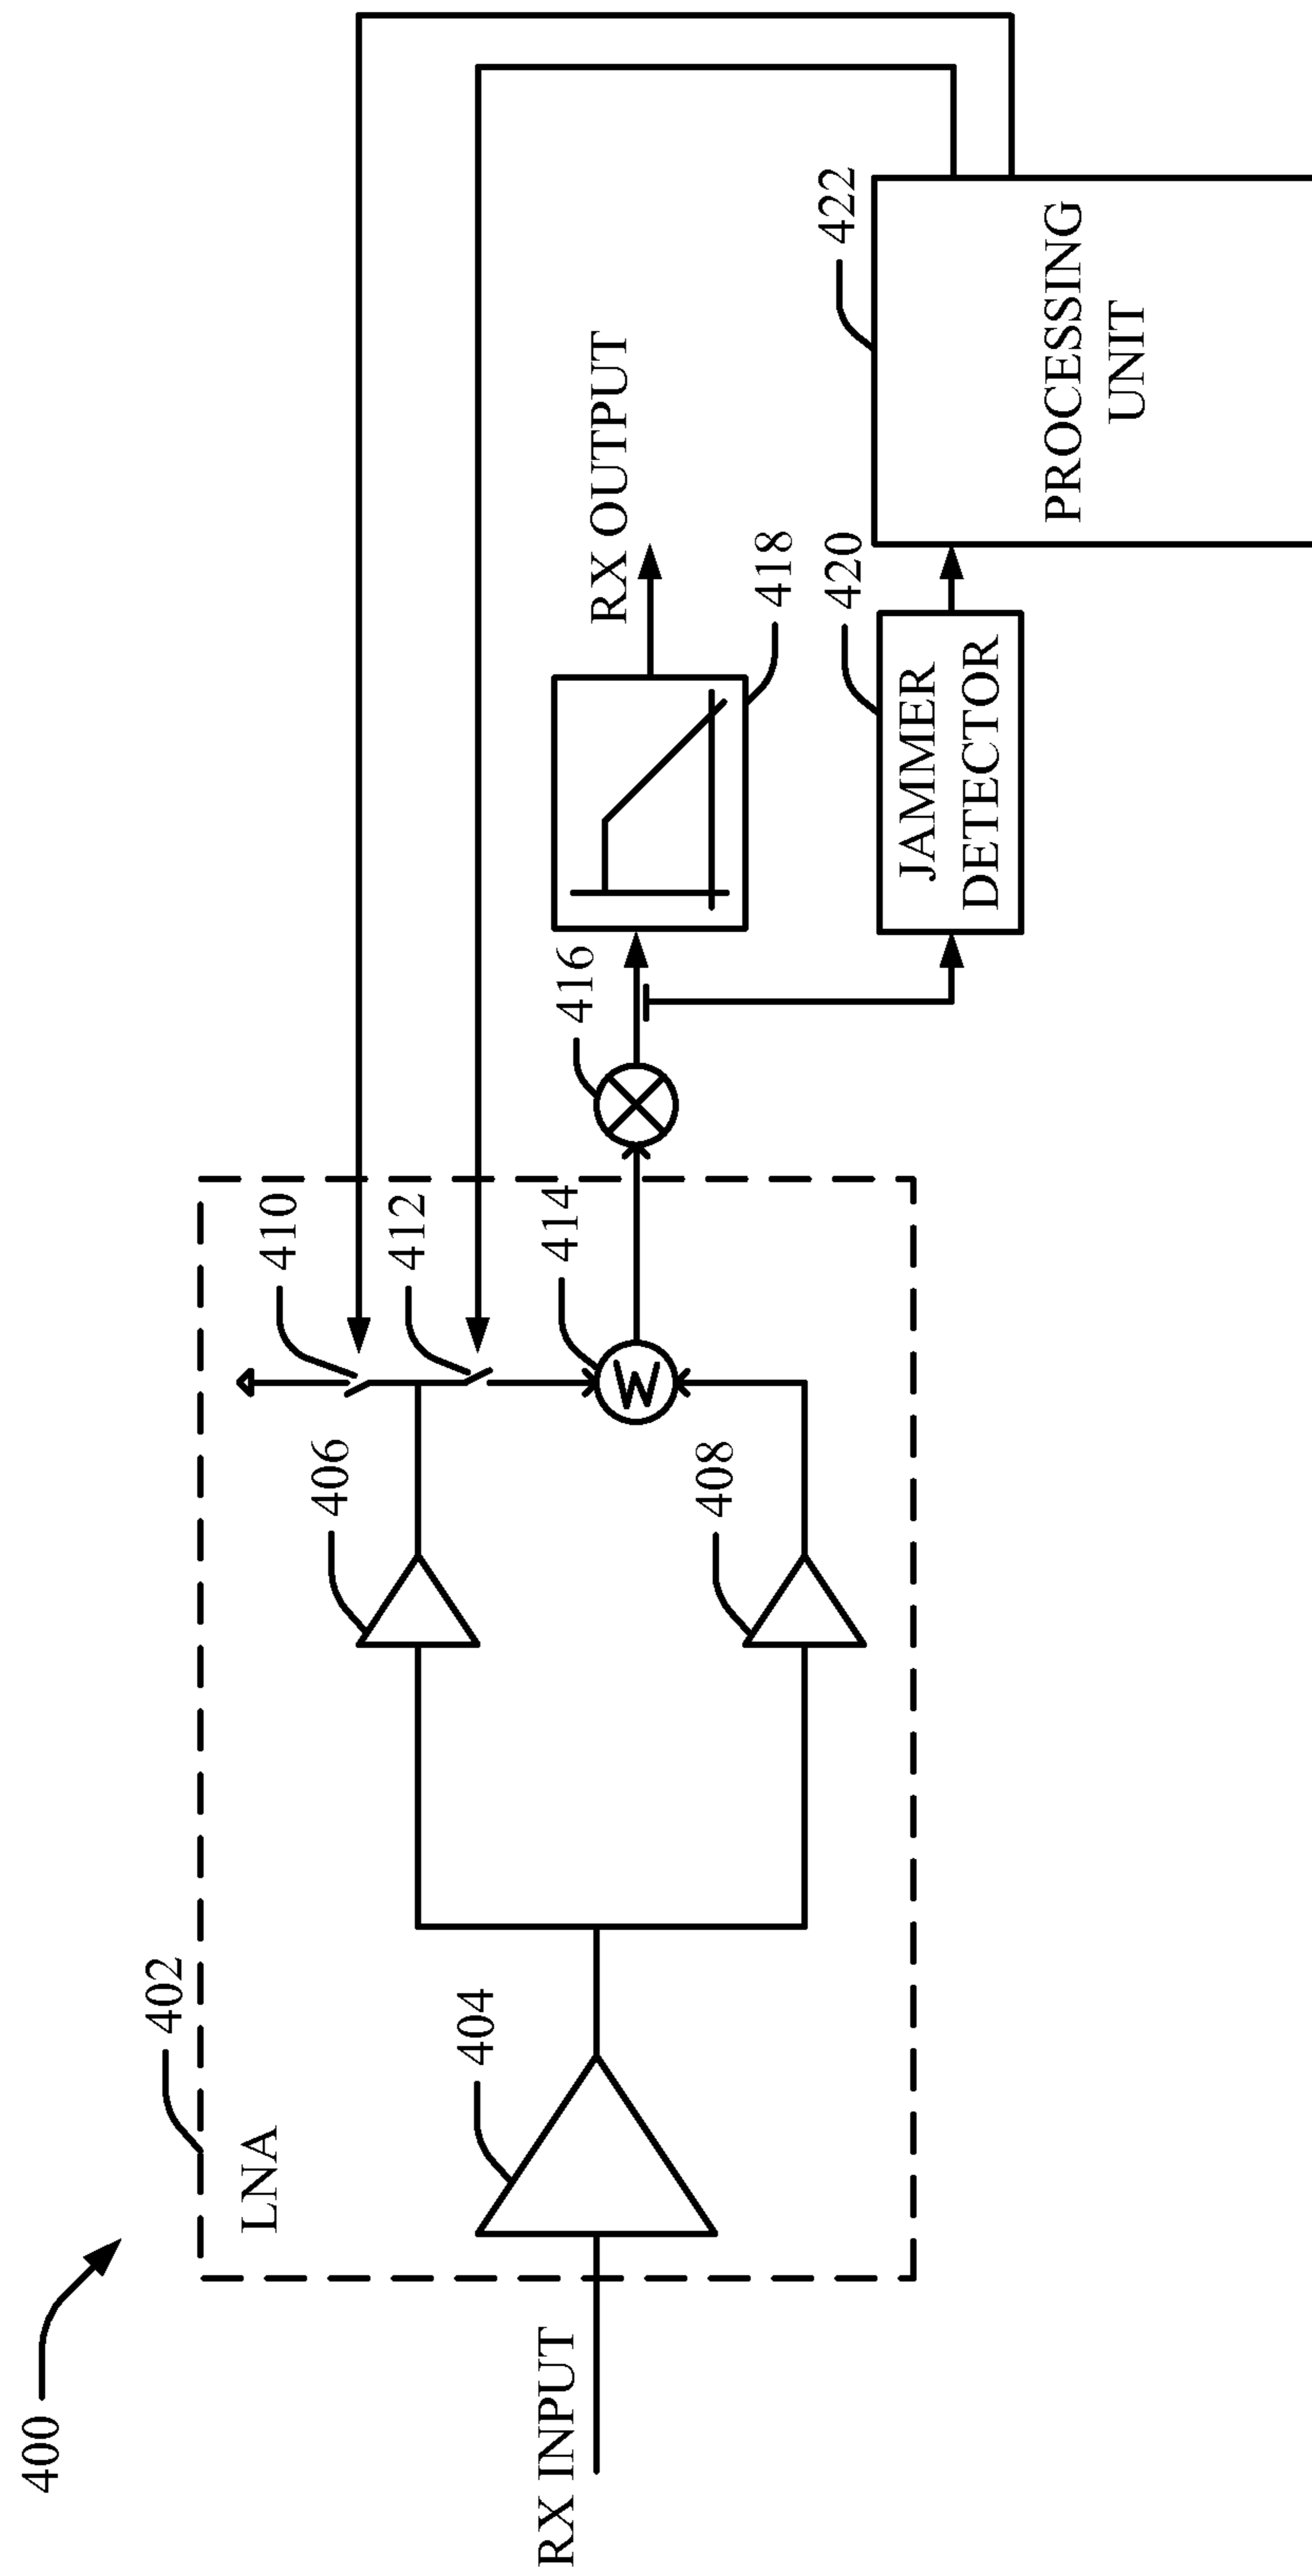 400
402
LNA
RX INPUT
404
406
408
410
412
414
416
RX OUTPUT
418
420
JAMMER
DETECTOR
422
PROCESSING
UNIT